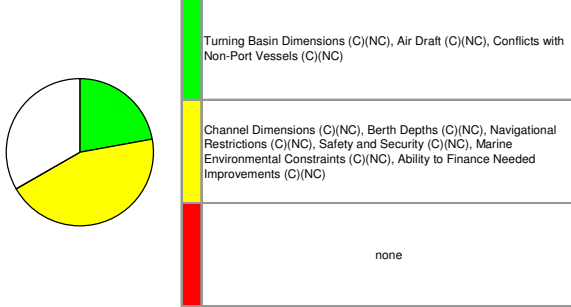 Turning Basin Dimensions (C)(NC), Air Draft (C)(NC), Conflicts with
Non-Port Vessels (C)(NC)
Channel Dimensions (C)(NC), Berth Depths (C)(NC), Navigational
Restrictions (C)(NC), Safety and Security (C)(NC), Marine
Environmental Constraints (C)(NC), Ability to Finance Needed
Improvements (C)(NC)
none